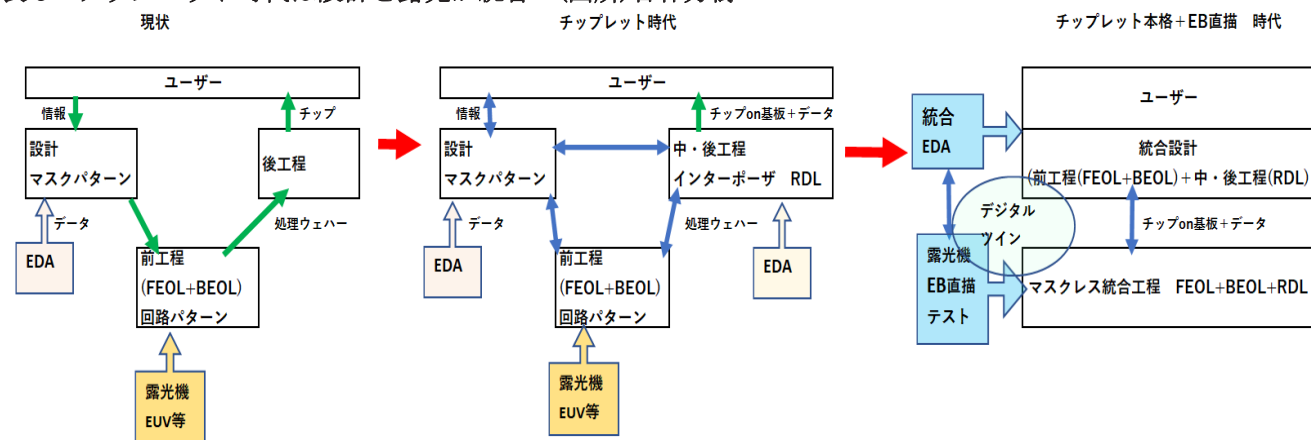 現状
ユーザー
情報
チップ
設計
マスクパターン
後工程
データ
処理ウェハー
EDA
前工程
(FEOL+BEOL)
回路パターン
露光機
EUV等
チップレット時代
ユーザー
情報
チップon基板+データ
設計
マスクパターン
中・後工程
インターポーザ RDL
データ
処理ウェハー
EDA
前工程
(FEOL+BEOL)
回路パターン
EDA
露光機
EUV等
チップレット本格+EB直描 時代
統合
EDA
ユーザー
統合設計
(前工程(FEOL+BEOL)+中・後工程(RDL)
デジタル
ツイン
チップon基板+データ
露光機
EB直描
テスト
マスクレス統合工程 FEOL+BEOL+RDL